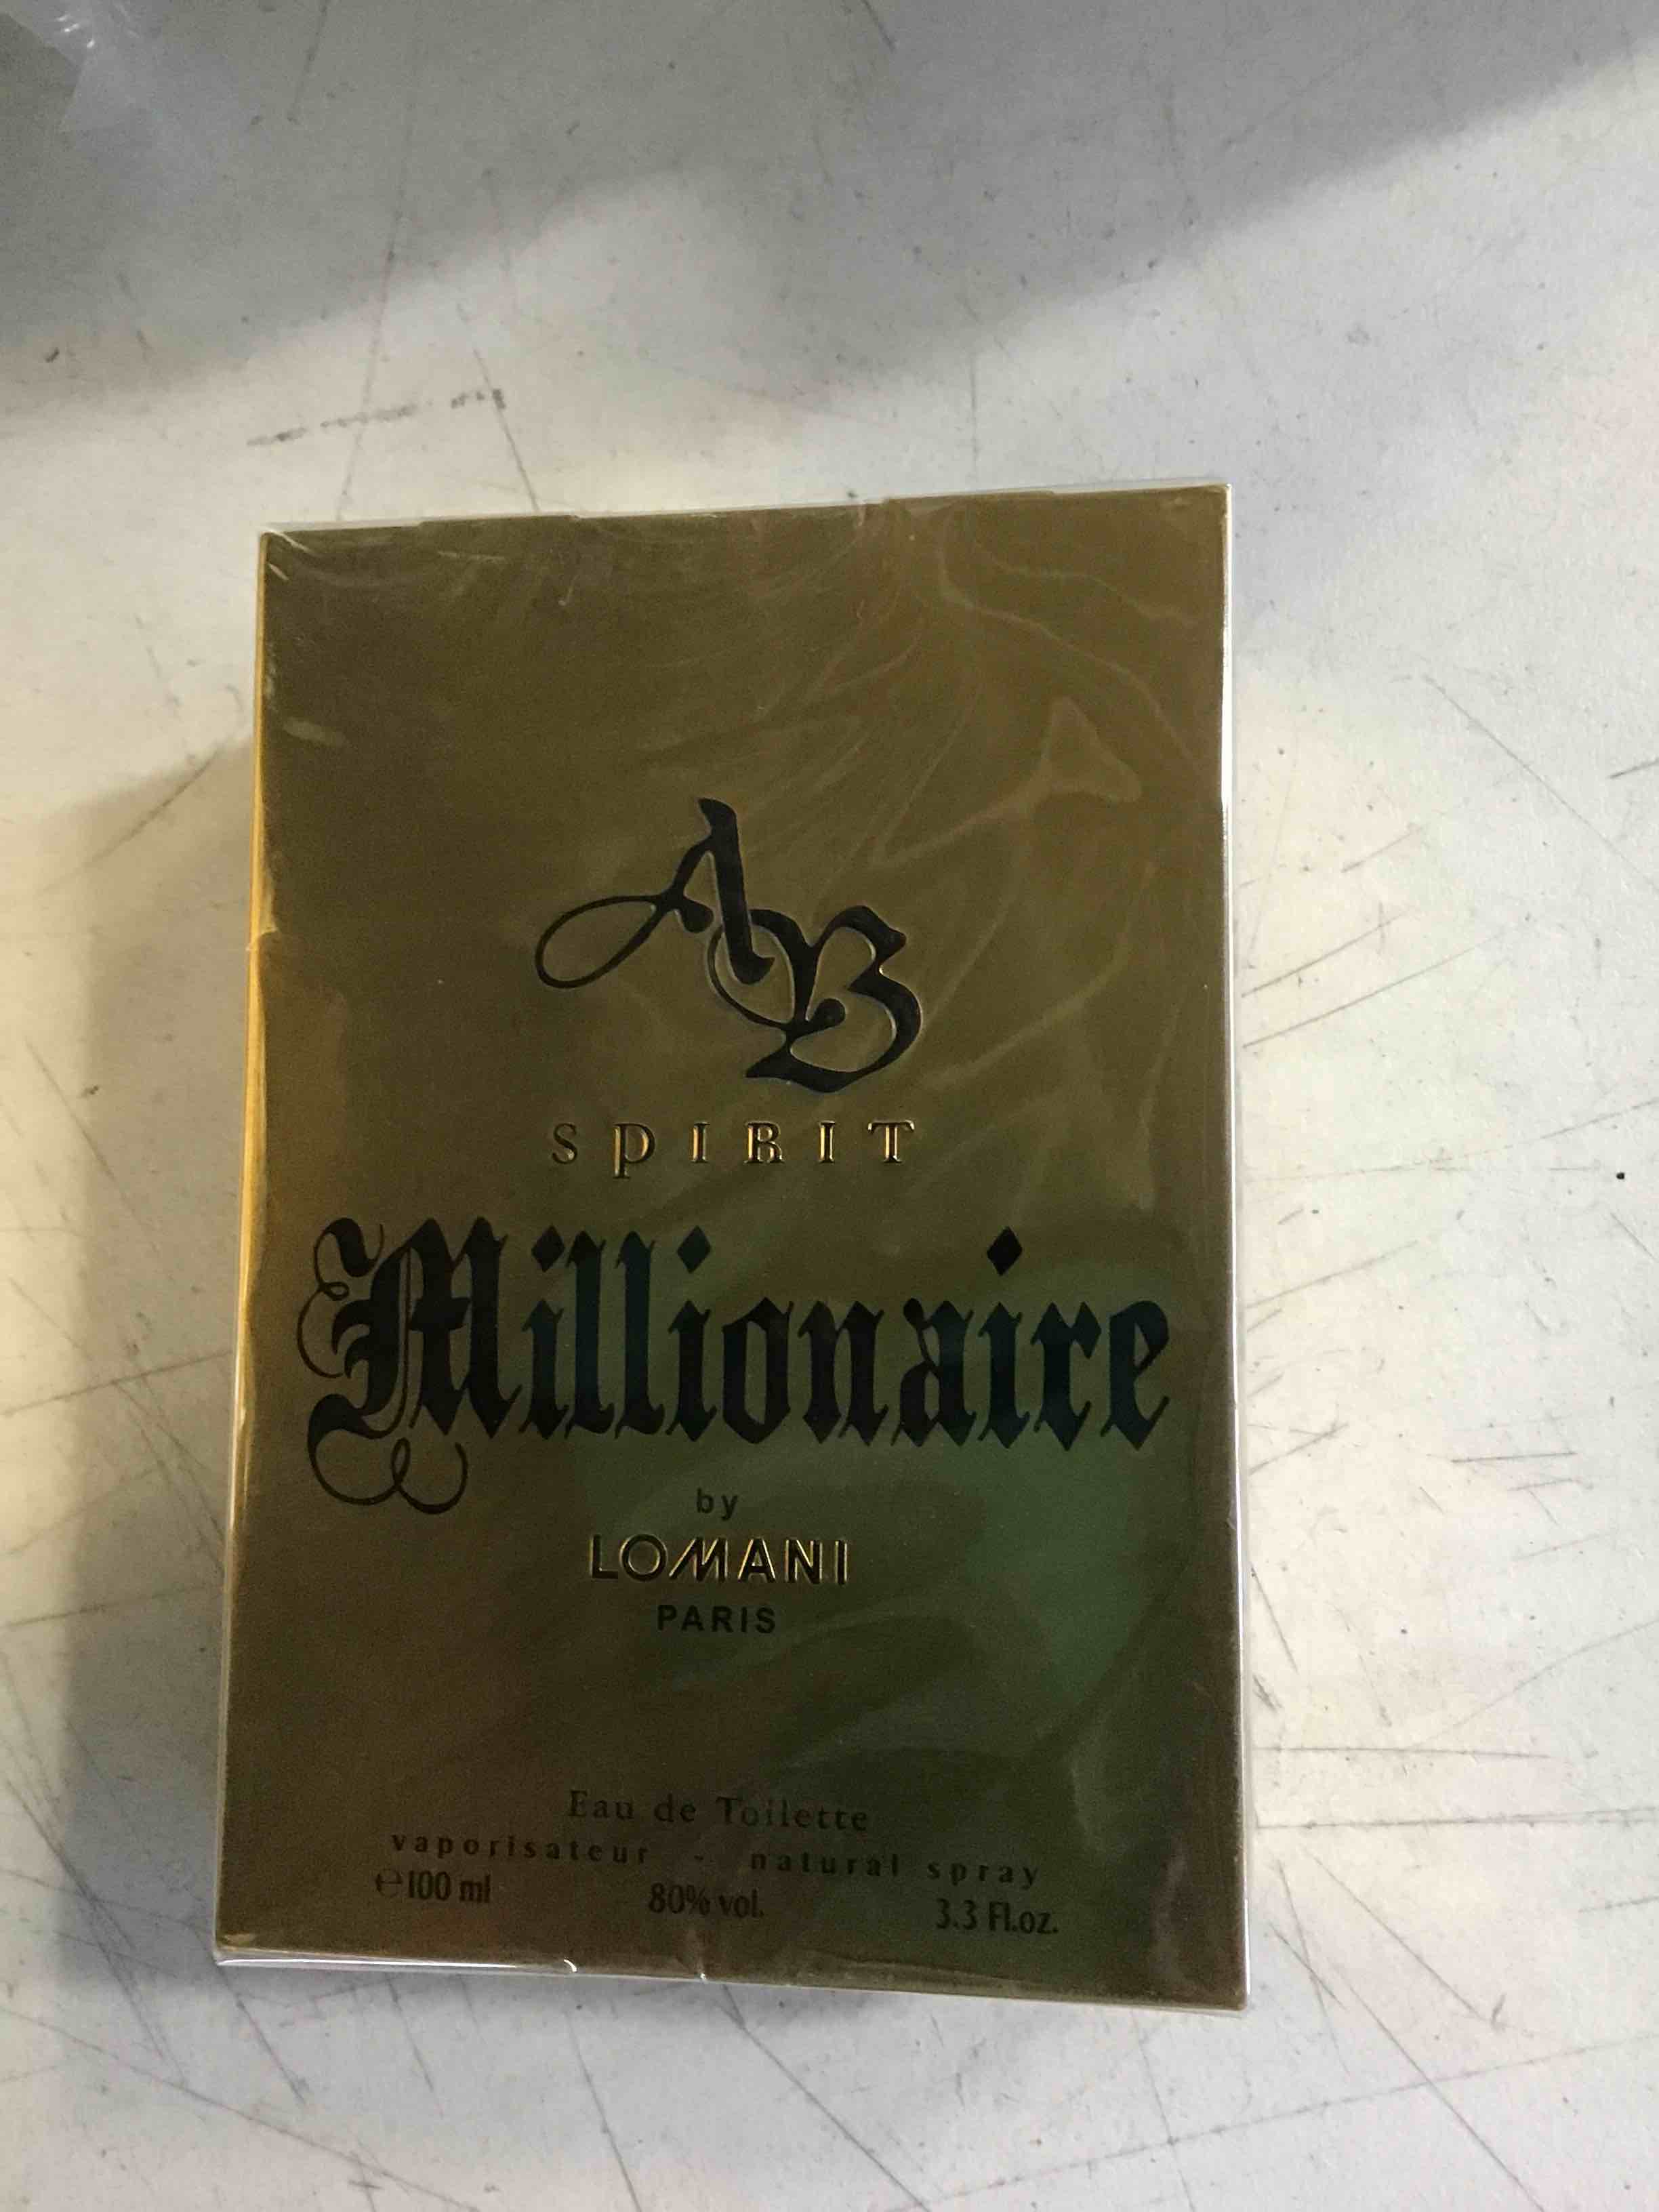 AB
SPIRIT
Millionaire
by
LOMANI
PARIS
Eau de Toilette
vaporisateur - natural spray
℮100 ml 80% vol. 3.3 Fl.oz.